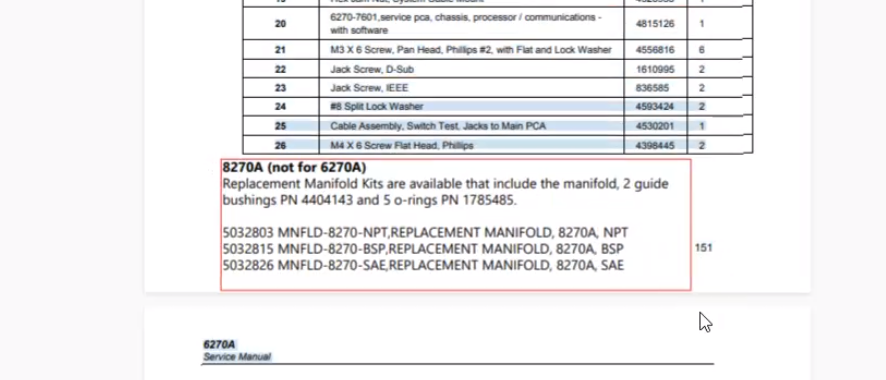 20 6270-7601,service pca, chassis, processor / communications - with software 4815126 1
21 M3 X 6 Screw, Pan Head, Phillips #2, with Flat and Lock Washer 4556816 6
22 Jack Screw, D-Sub 1610995 2
23 Jack Screw, IEEE 836585 2
24 #8 Split Lock Washer 4593424 2
25 Cable Assembly, Switch Test, Jacks to Main PCA 4530201 1
26 M4 X 6 Screw Flat Head, Phillips 4398445 2
8270A (not for 6270A)
Replacement Manifold Kits are available that include the manifold, 2 guide
bushings PN 4404143 and 5 o-rings PN 1785485.
5032803 MNFLD-8270-NPT,REPLACEMENT MANIFOLD, 8270A, NPT
5032815 MNFLD-8270-BSP,REPLACEMENT MANIFOLD, 8270A, BSP
5032826 MNFLD-8270-SAE,REPLACEMENT MANIFOLD, 8270A, SAE
151
6270A
Service Manual